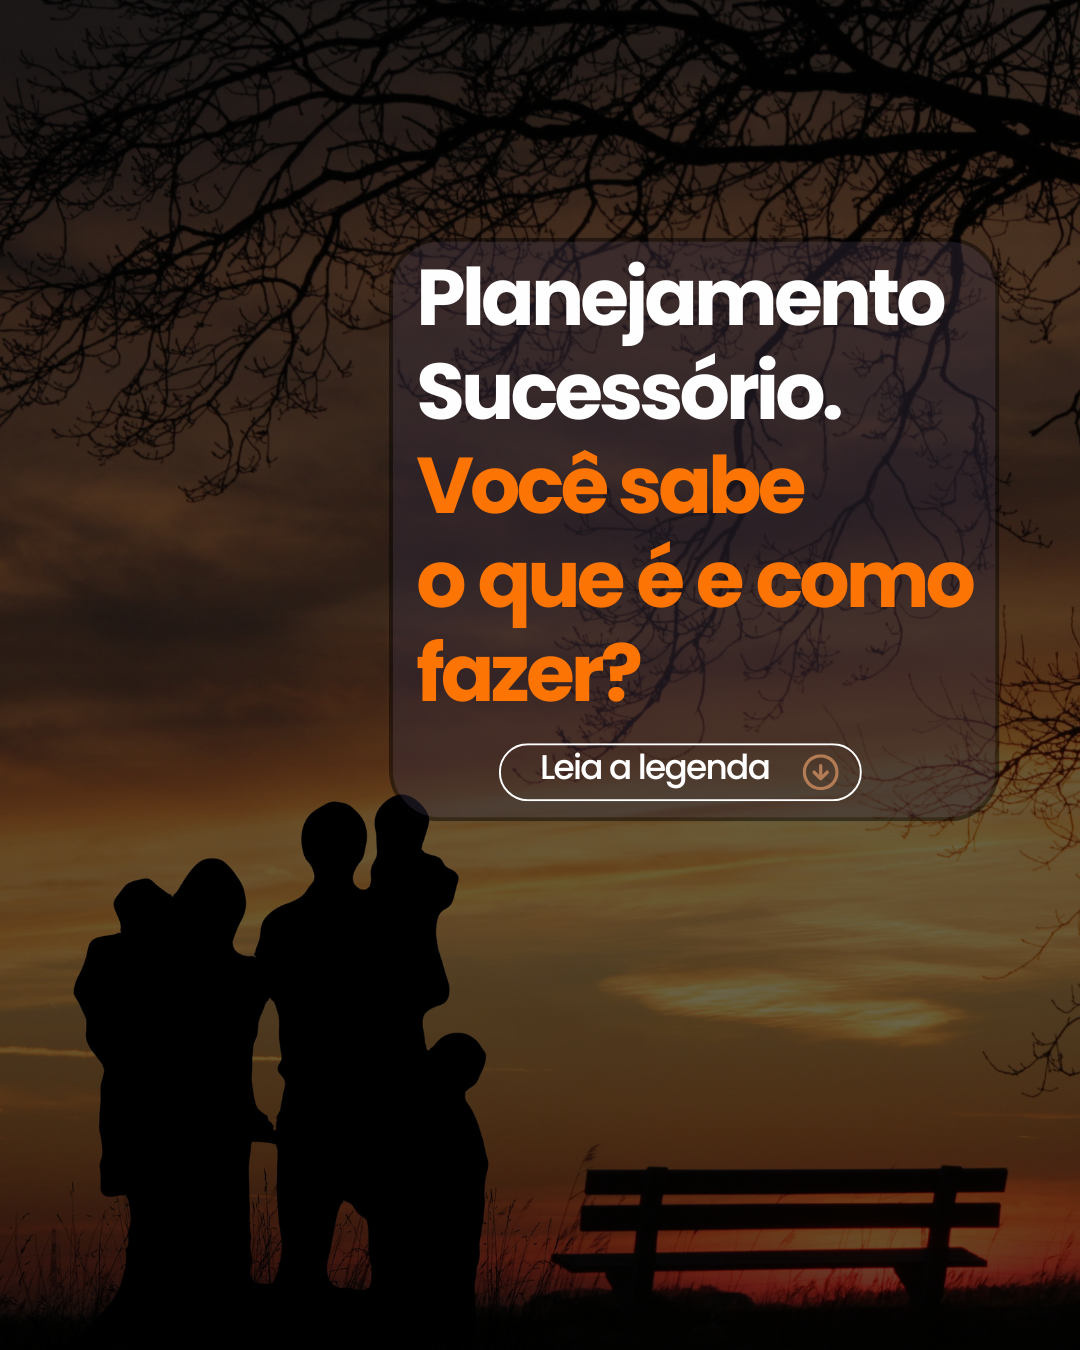 Planejamento
Sucessório.
Você sabe
o que é e como
fazer?
Leia a legenda